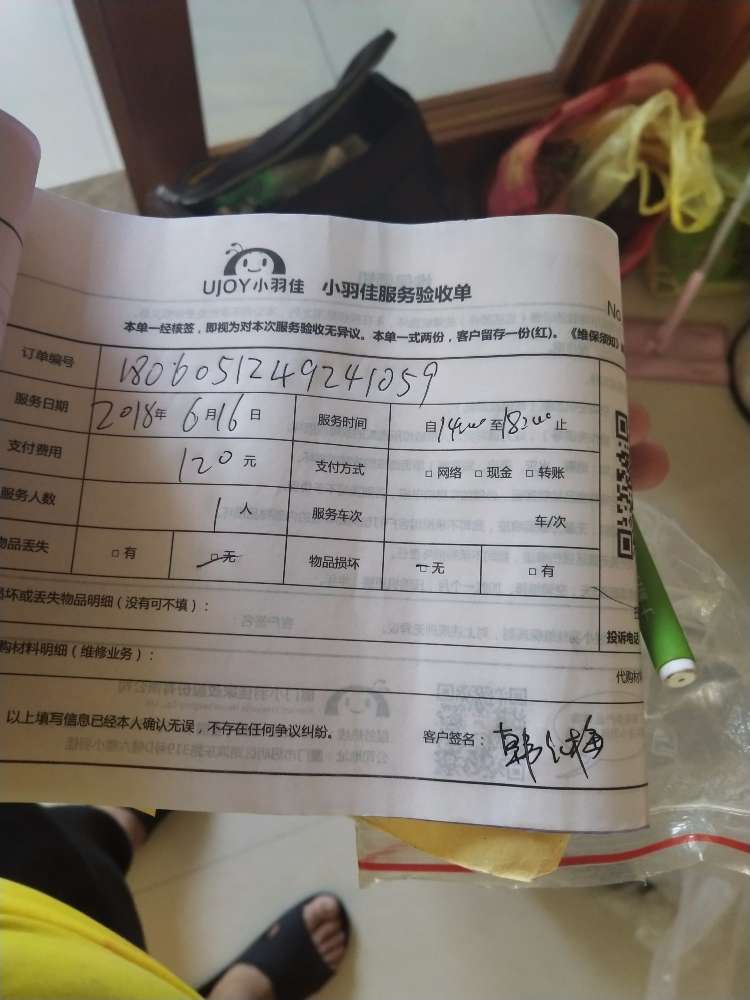 UJOY小羽佳 小羽佳服务验收单
No
本单一经核签，即视为对本次服务验收无异议。本单一式两份，客户留存一份(红)。《维保须知》
订单编号 1806051249241059
服务日期 2018年 6月16日 服务时间 自14:00至18:00止
支付费用 120元 支付方式 □ 网络 □ 现金 □ 转账
服务人数 1人 服务车次 车/次
物品丢失 □ 有 □ 无 物品损坏 □ 无 □ 有
损坏或丢失物品明细（没有可不填）：
投诉电话
购材料明细（维修业务）：
代购材
以上填写信息已经本人确认无误，不存在任何争议纠纷。 客户签名：韩红梅